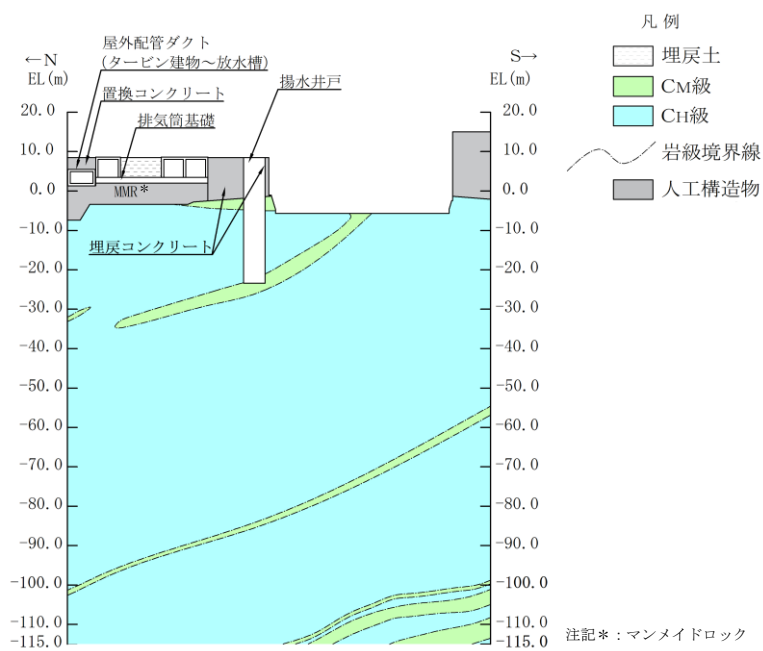 ←N
EL(m)
屋外配管ダクト
(タービン建物～放水槽)
置換コンクリート
排気筒基礎
揚水井戸
S→
EL(m)
MMR*
埋戻コンクリート
20.0
10.0
0.0
-10.0
-20.0
-30.0
-40.0
-50.0
-60.0
-70.0
-80.0
-90.0
-100.0
-110.0
-115.0
20.0
10.0
0.0
-10.0
-20.0
-30.0
-40.0
-50.0
-60.0
-70.0
-80.0
-90.0
-100.0
-110.0
-115.0
凡 例
埋戻土
CM級
CH級
岩級境界線
人工構造物
注記＊：マンメイドロック